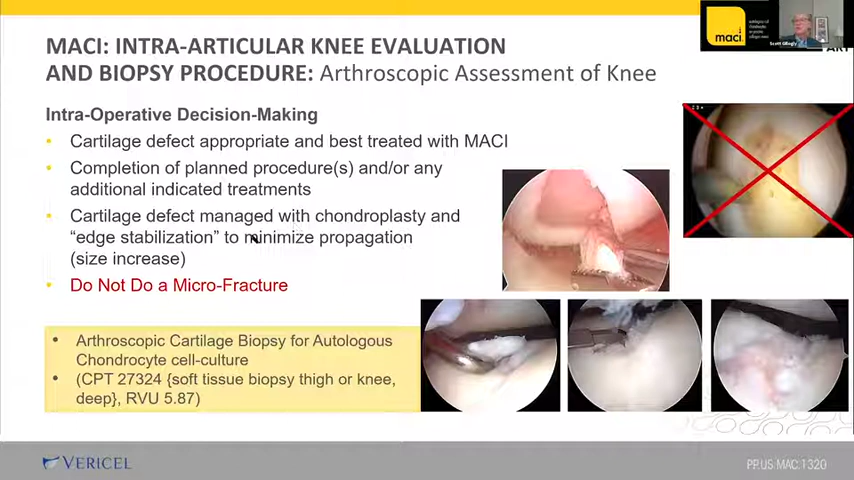 MACI: INTRA-ARTICULAR KNEE EVALUATION
AND BIOPSY PROCEDURE: Arthroscopic Assessment of Knee
Intra-Operative Decision-Making
• Cartilage defect appropriate and best treated with MACI
• Completion of planned procedure(s) and/or any
additional indicated treatments
• Cartilage defect managed with chondroplasty and
“edge stabilization” to minimize propagation
(size increase)
• Do Not Do a Micro-Fracture
• Arthroscopic Cartilage Biopsy for Autologous
Chondrocyte cell-culture
• (CPT 27324 {soft tissue biopsy thigh or knee,
deep}, RVU 5.87)
maci
VERICEL
PP.US.MAC.1320